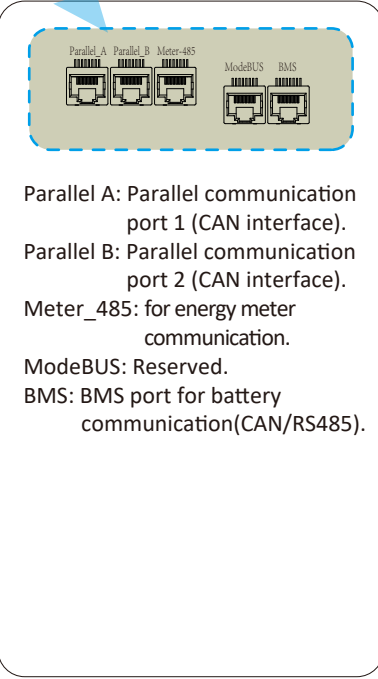 Parallel_A Parallel_B Meter-485
ModeBUS BMS
Parallel A: Parallel communication
port 1 (CAN interface).
Parallel B: Parallel communication
port 2 (CAN interface).
Meter_485: for energy meter
communication.
ModeBUS: Reserved.
BMS: BMS port for battery
communication(CAN/RS485).